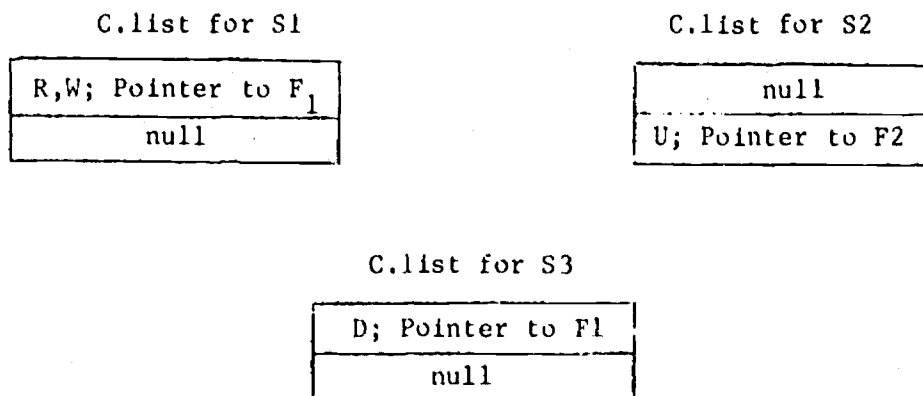 C.list for S1
R,W; Pointer to F1
null
C.list for S2
null
U; Pointer to F2
C.list for S3
D; Pointer to F1
null